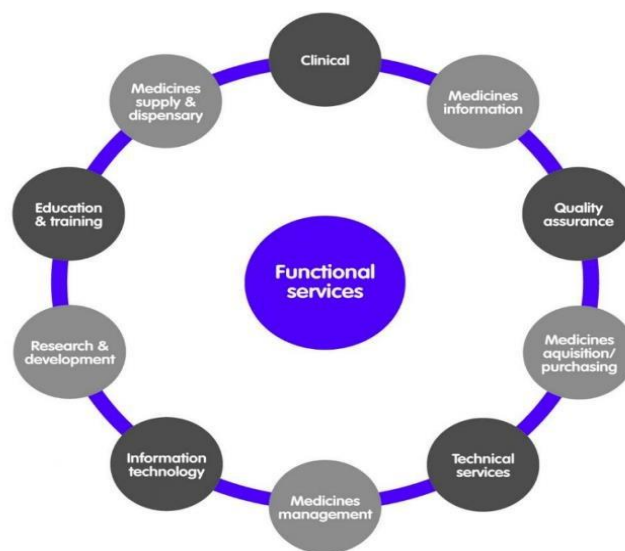 Clinical
Medicines
information
Quality
assurance
Medicines
aquisition/
purchasing
Technical
services
Medicines
management
Information
technology
Research &
development
Education
& training
Medicines
supply &
dispensary
Functional
services